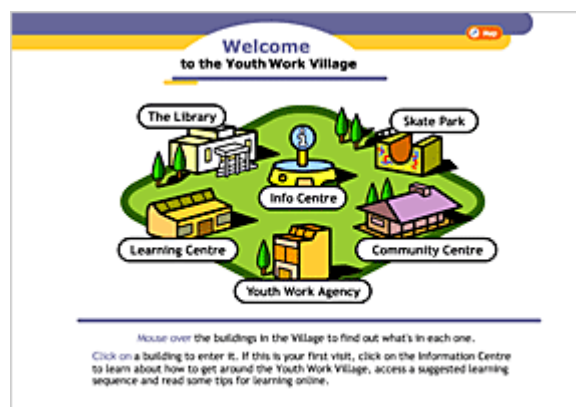 Welcome
to the Youth Work Village
Help
The Library
Skate Park
Info Centre
Learning Centre
Community Centre
Youth Work Agency
Mouse over the buildings in the Village to find out what's in each one.
Click on a building to enter it. If this is your first visit, click on the Information Centre
to learn about how to get around the Youth Work Village, access a suggested learning
sequence and read some tips for learning online.